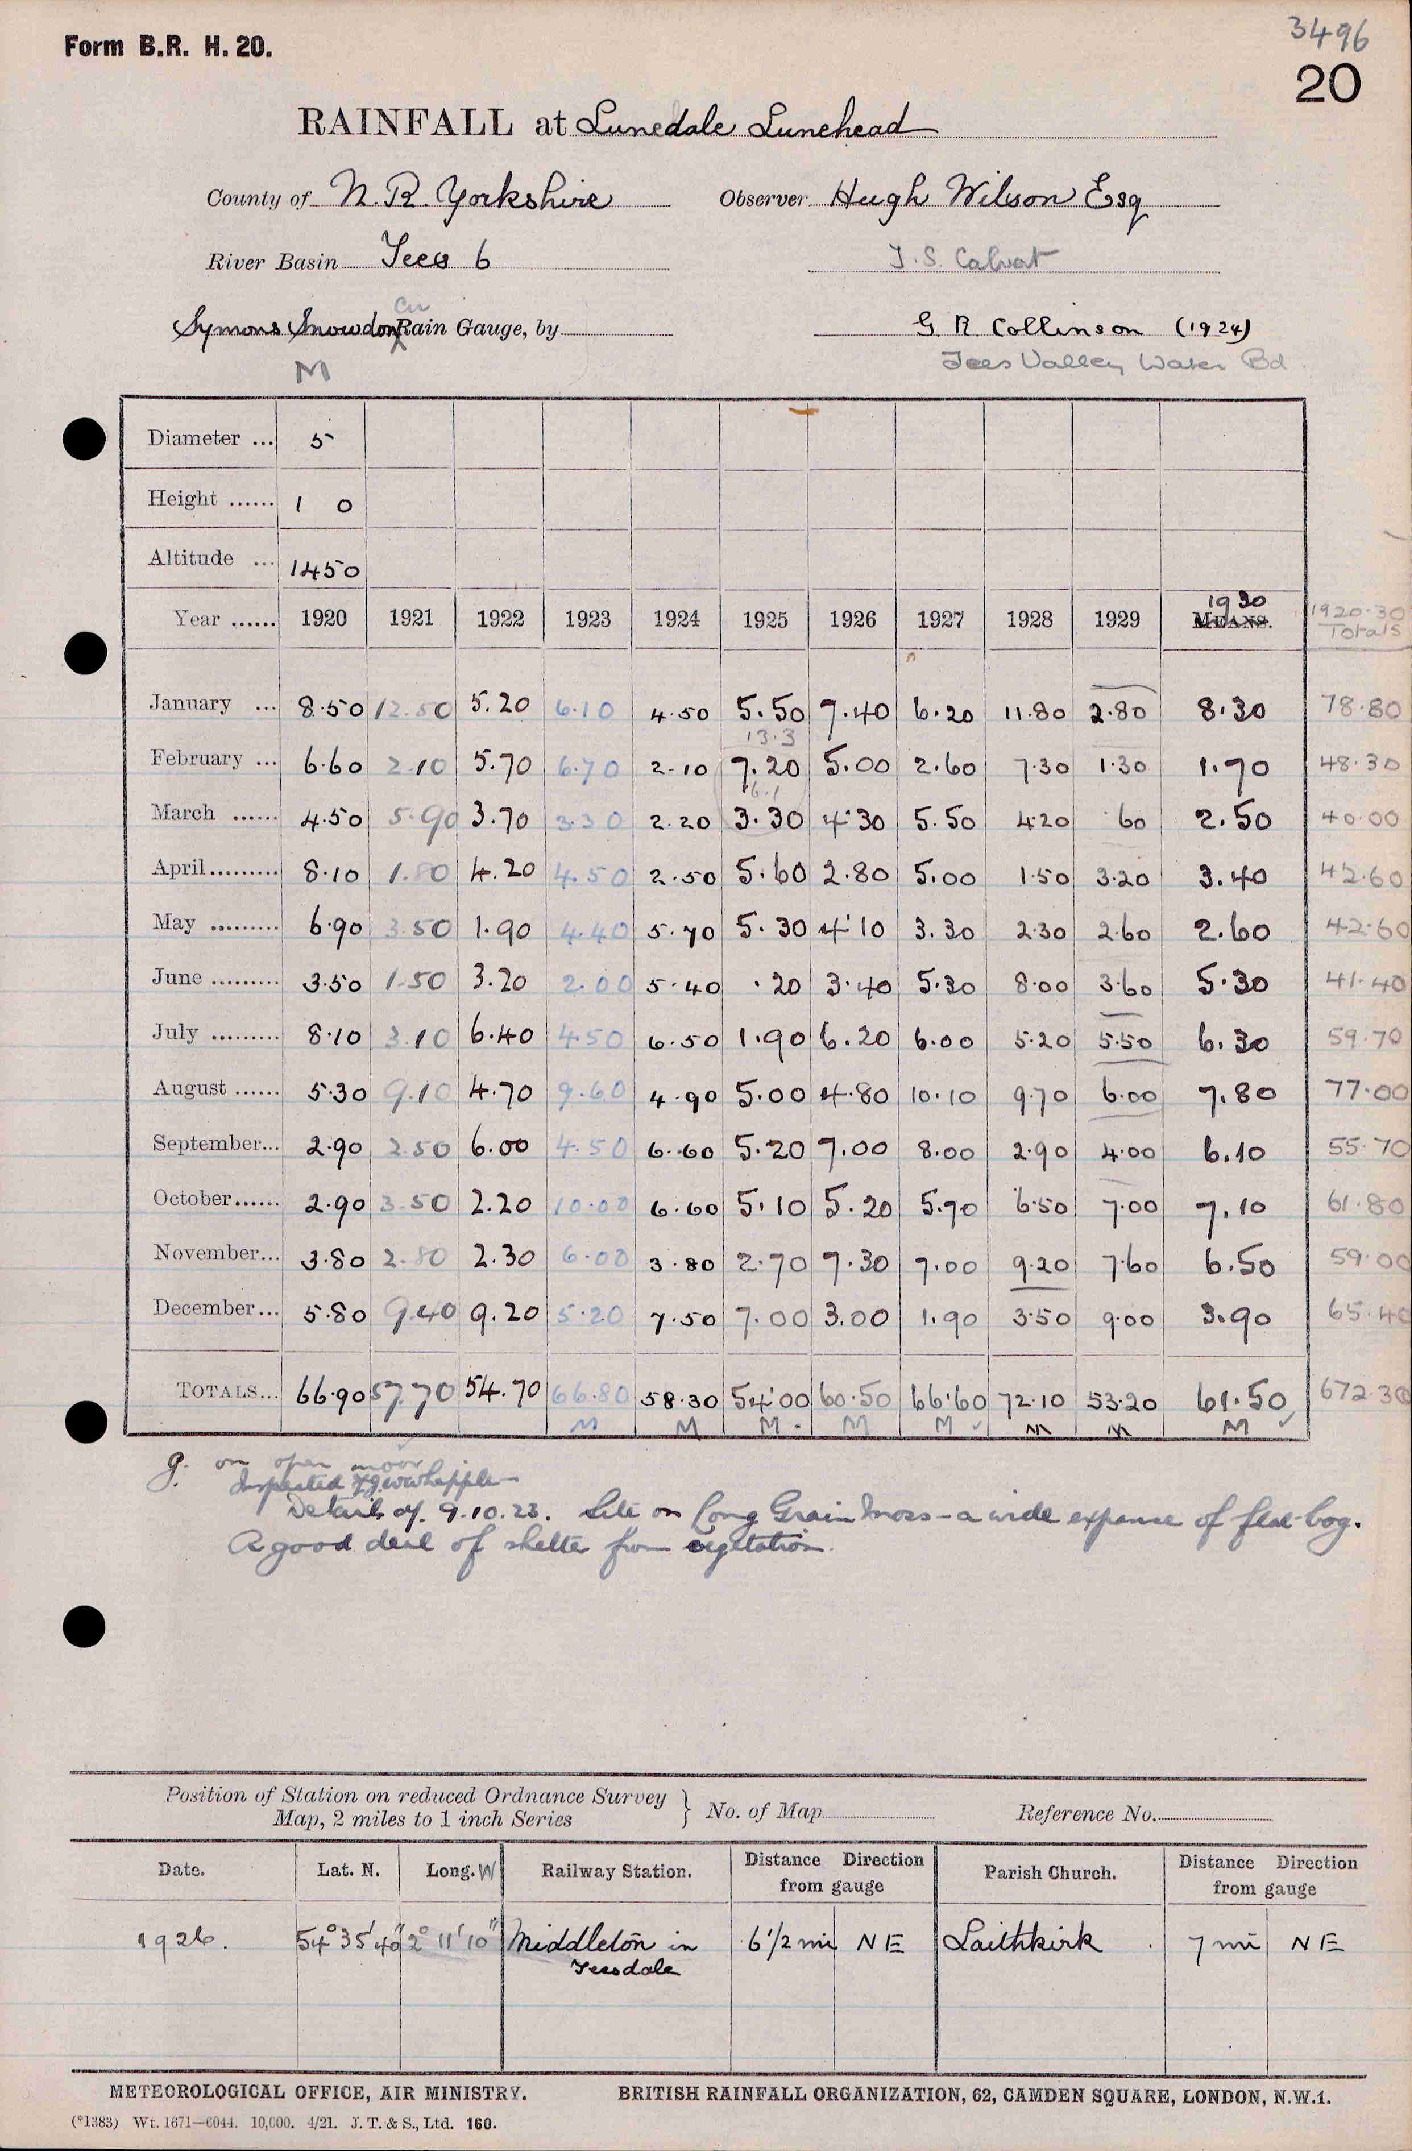 3496
Form B.R. H. 20.
20
RAINFALL at Lunedale Lunehead
County of N. R. Yorkshire Observer Hugh Wilson Esq
River Basin Tees 6
Symons Snowdon Rain Gauge, by G R Collinson (1924)
M Tees Valley Water Bd
Diameter ... 5
Height ...... 1 0
Altitude ... 1450
Year ...... 1920 1921 1922 1923 1924 1925 1926 1927 1928 1929 1930 MEANS. 1920-30 Totals
January ... 8.50 12.50 5.20 6.10 4.50 5.50 7.40 6.20 11.80 2.80 8.30 78.80
13.3
February ... 6.60 2.10 5.70 6.70 2.10 7.20 5.00 2.60 7.30 1.30 1.70 48.30
16.1
March ...... 4.50 5.90 3.70 3.30 2.20 3.30 4.30 5.50 4.20 .60 2.50 40.00
April......... 8.10 1.80 4.20 4.50 2.50 5.60 2.80 5.00 1.50 3.20 3.40 42.60
May ......... 6.90 3.50 1.90 4.40 5.70 5.30 4.10 3.30 2.30 2.60 2.60 42.60
June ......... 3.50 1.50 3.20 2.00 5.40 .20 3.40 5.30 8.00 3.60 5.30 41.40
July ......... 8.10 3.10 6.40 4.50 6.50 1.90 6.20 6.00 5.20 5.50 6.30 59.70
August ...... 5.30 9.10 4.70 9.60 4.90 5.00 4.80 10.10 9.70 6.00 7.80 77.00
September... 2.90 2.50 6.00 4.50 6.60 5.20 7.00 8.00 2.90 4.00 6.10 55.70
October...... 2.90 3.50 2.20 10.00 6.60 5.10 5.20 5.70 6.50 7.00 7.10 61.80
November... 3.80 2.80 2.30 6.00 3.80 2.70 7.30 7.00 9.20 7.60 6.50 59.00
December... 5.80 9.40 9.20 5.20 7.50 7.00 3.00 1.90 3.50 9.00 3.90 65.40
TOTALS... 66.90 57.70 54.70 66.80 58.30 54.00 60.50 66.60 72.10 53.20 61.50 672.30
M M M M M M M M
g. on open moor
Inspected F.J.W. Whipple
Details of 9.10.23. Site on Long Grain Moss - a wide expanse of flat bog.
A good deal of shelter from vegetation.
Position of Station on reduced Ordnance Survey
Map, 2 miles to 1 inch Series } No. of Map Reference No.
Date. Lat. N. Long. W Railway Station. Distance Direction from gauge Parish Church. Distance Direction from gauge
1926. 54° 35' 40" 2° 11' 10" Middleton in Teesdale 6 1/2 mi NE Laithkirk 7 mi NE
METEOROLOGICAL OFFICE, AIR MINISTRY. BRITISH RAINFALL ORGANIZATION, 62, CAMDEN SQUARE, LONDON, N.W.1.
(*1383) Wt. 1671—6044. 10,000. 4/21. J. T. & S., Ltd. 160.